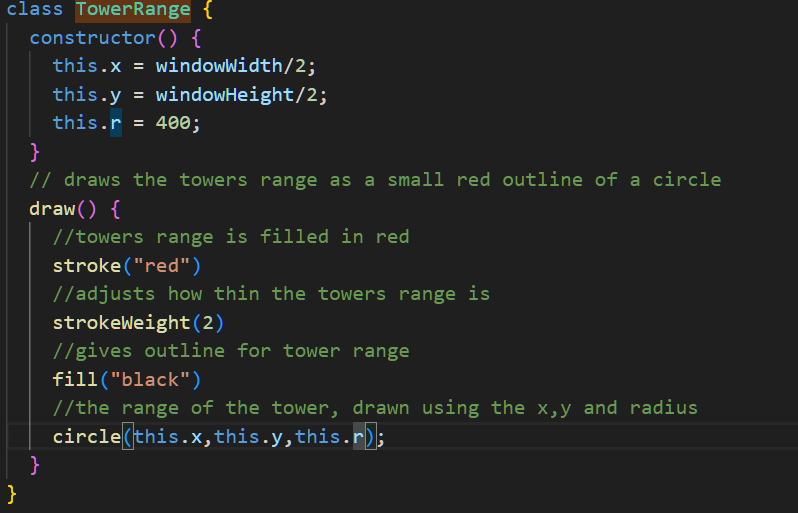 class TowerRange {
constructor() {
this.x = windowWidth/2;
this.y = windowHeight/2;
this.r = 400;
}
// draws the towers range as a small red outline of a circle
draw() {
//towers range is filled in red
stroke("red")
//adjusts how thin the towers range is
strokeWeight(2)
//gives outline for tower range
fill("black")
//the range of the tower, drawn using the x,y and radius
circle(this.x,this.y,this.r);
}
}